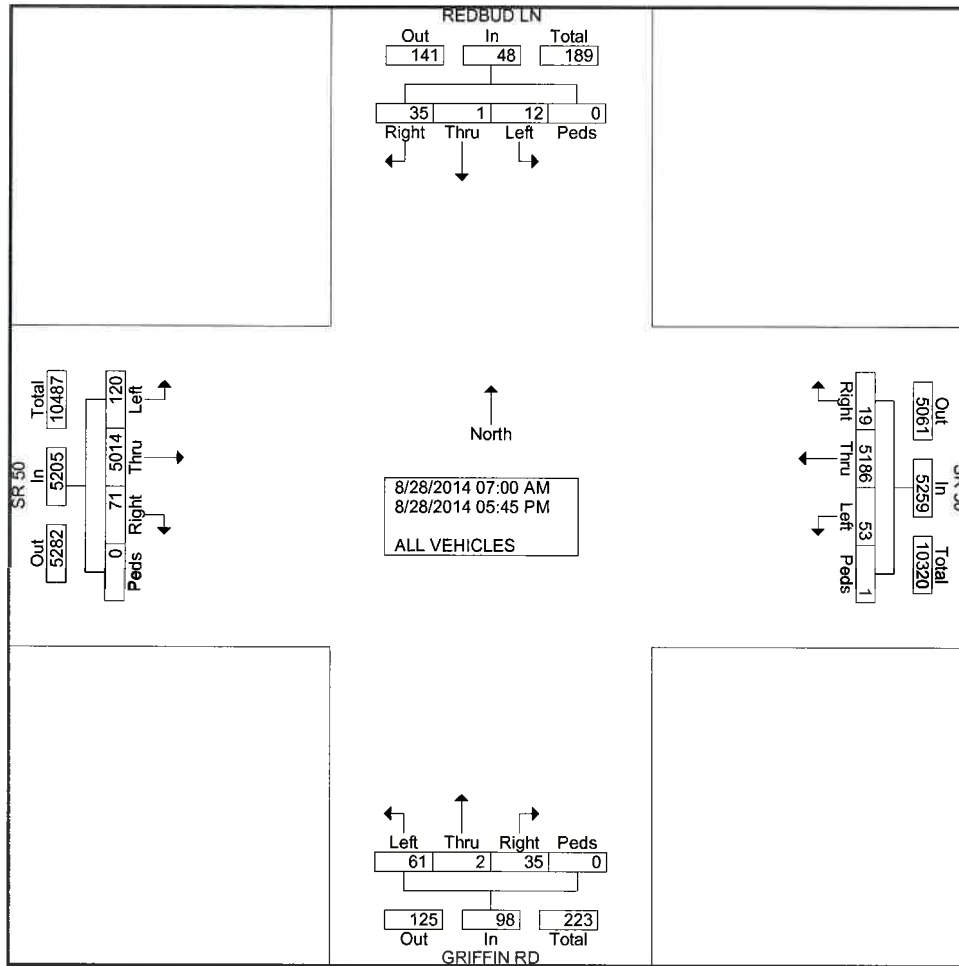 REDBUD LN
Out In Total
141 48 189
35 1 12 0
Right Thru Left Peds
SR 50
Total In Out
10487 5205 5282
120 5014 71 0
Left Thru Right Peds
North
8/28/2014 07:00 AM
8/28/2014 05:45 PM
ALL VEHICLES
Right Thru Left Peds
19 5186 53 1
Out In Total
5061 5259 10320
Left Thru Right Peds
61 2 35 0
125 98 223
Out In Total
GRIFFIN RD